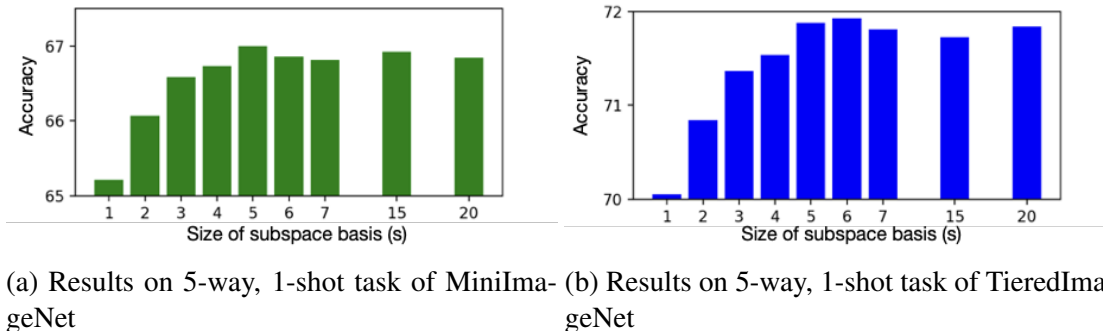 67
66
65
Accuracy
1 2 3 4 5 6 7 15 20
Size of subspace basis (s)
72
71
70
Accuracy
1 2 3 4 5 6 7 15 20
Size of subspace basis (s)
(a) Results on 5-way, 1-shot task of MiniIma-
geNet
(b) Results on 5-way, 1-shot task of TieredIma
geNet